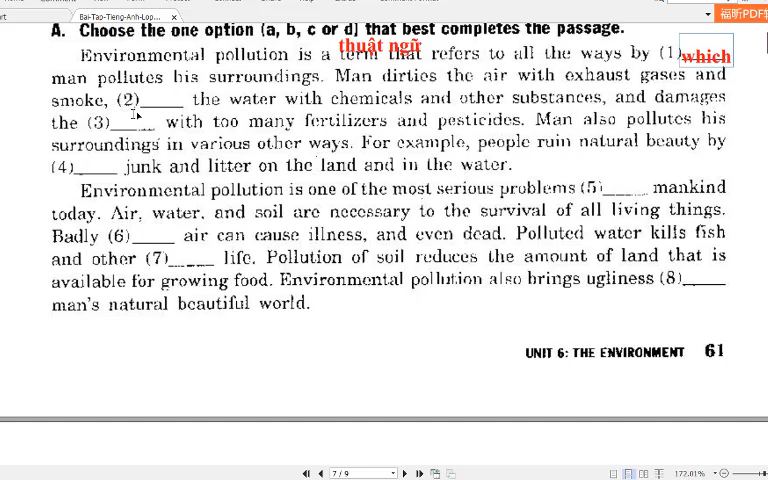 Bai-Tap-Tieng-Anh-Lop...
福昕PDF
A. Choose the one option (a, b, c or d) that best completes the passage.
thuật ngữ
Environmental pollution is a term that refers to all the ways by (1)
which
man pollutes his surroundings. Man dirties the air with exhaust gases and
smoke, (2)_____ the water with chemicals and other substances, and damages
the (3)_____ with too many fertilizers and pesticides. Man also pollutes his
surroundings in various other ways. For example, people ruin natural beauty by
(4)_____ junk and litter on the land and in the water.
Environmental pollution is one of the most serious problems (5)_____ mankind
today. Air, water, and soil are necessary to the survival of all living things.
Badly (6)_____ air can cause illness, and even dead. Polluted water kills fish
and other (7)_____ life. Pollution of soil reduces the amount of land that is
available for growing food. Environmental pollution also brings ugliness (8)_____
man's natural beautiful world.
UNIT 6: THE ENVIRONMENT 61
7 / 9
172.01%